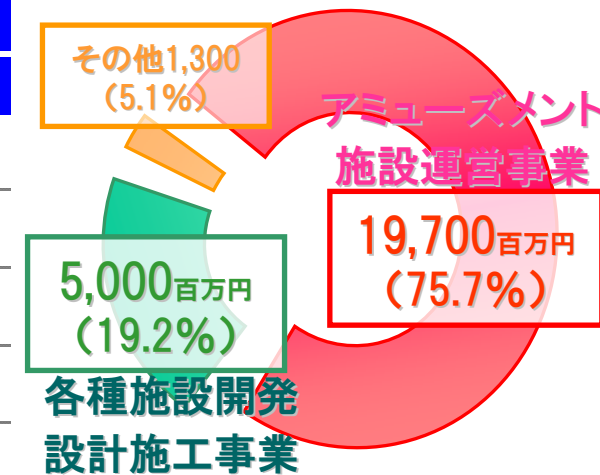 その他1,300
（5.1％）
アミューズメント
施設運営事業
19,700百万円
（75.7％）
5,000百万円
（19.2％）
各種施設開発
設計施工事業